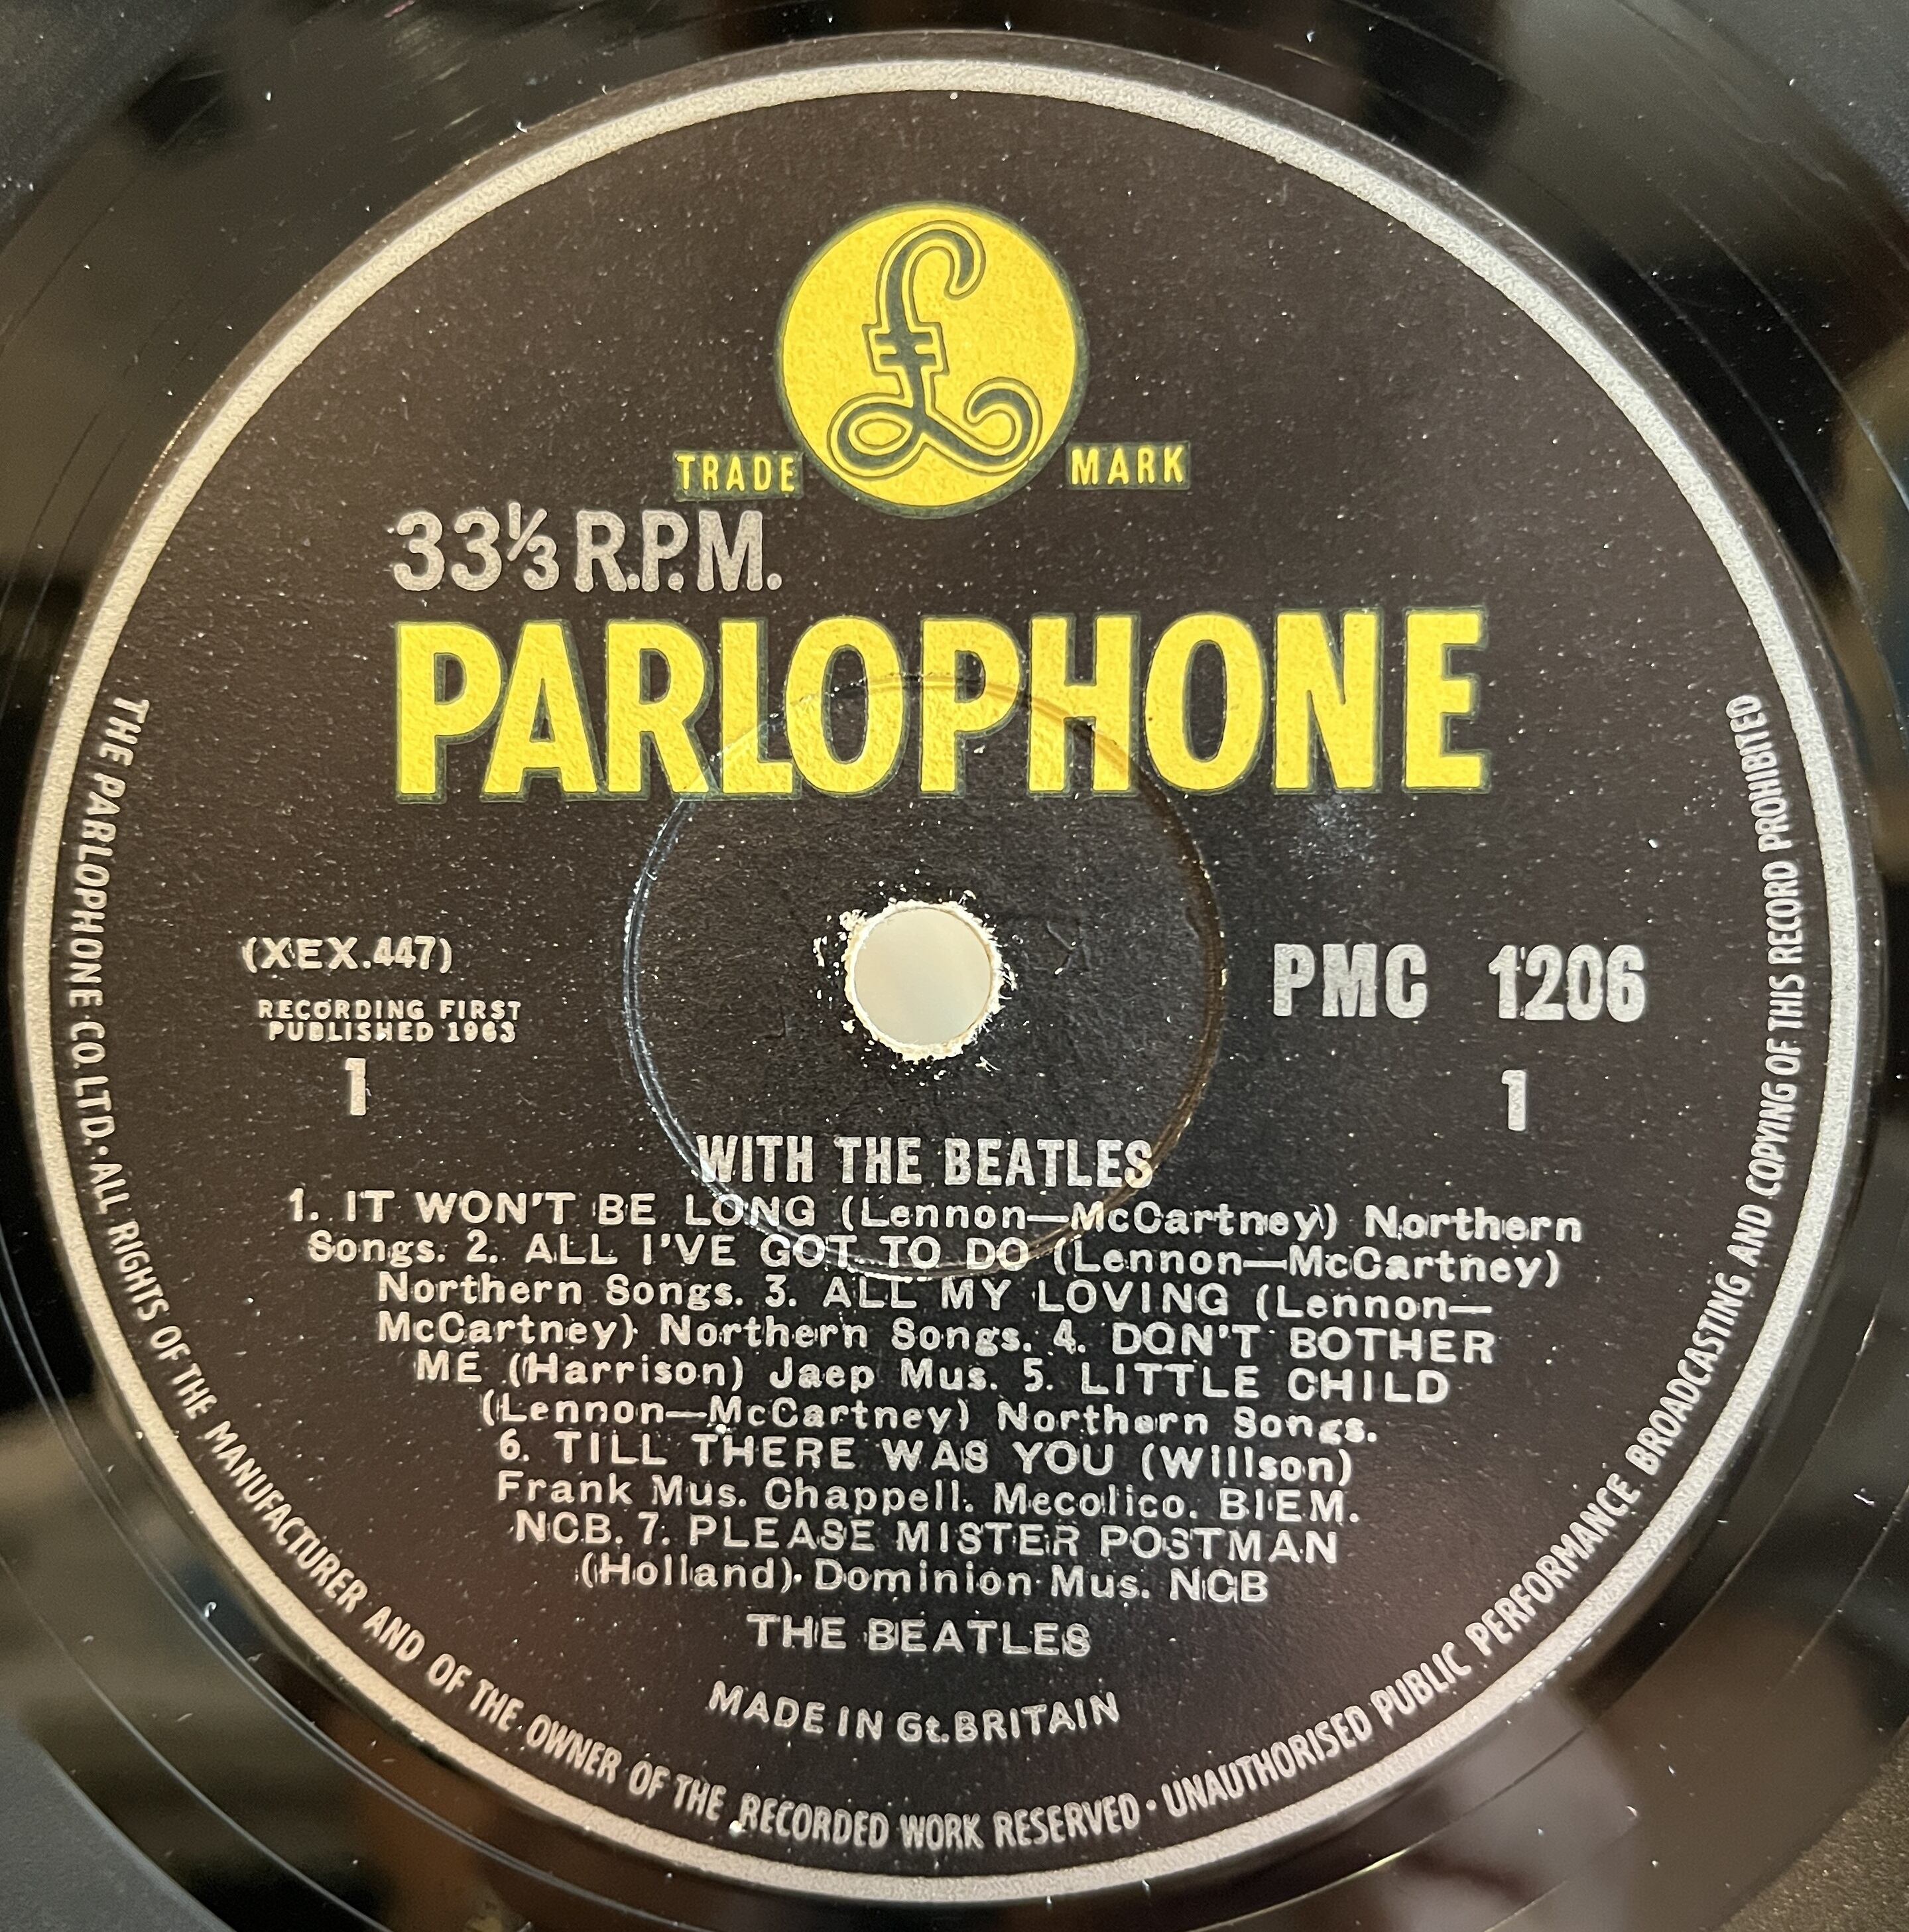 £
TRADE MARK
33⅓ R.P.M.
PARLOPHONE
(XEX.447)
RECORDING FIRST
PUBLISHED 1963
1
PMC 1206
1
WITH THE BEATLES
1. IT WON'T BE LONG (Lennon—McCartney) Northern
Songs. 2. ALL I'VE GOT TO DO (Lennon—McCartney)
Northern Songs. 3. ALL MY LOVING (Lennon—
McCartney) Northern Songs. 4. DON'T BOTHER
ME (Harrison) Jaep Mus. 5. LITTLE CHILD
(Lennon—McCartney) Northern Songs.
6. TILL THERE WAS YOU (Willson)
Frank Mus. Chappell. Mecolico. BIEM.
NCB. 7. PLEASE MISTER POSTMAN
(Holland). Dominion Mus. NCB
THE BEATLES
MADE IN Gt. BRITAIN
THE PARLOPHONE CO. LTD. · ALL RIGHTS OF THE MANUFACTURER AND OF THE OWNER OF THE RECORDED WORK RESERVED · UNAUTHORISED PUBLIC PERFORMANCE, BROADCASTING AND COPYING OF THIS RECORD PROHIBITED